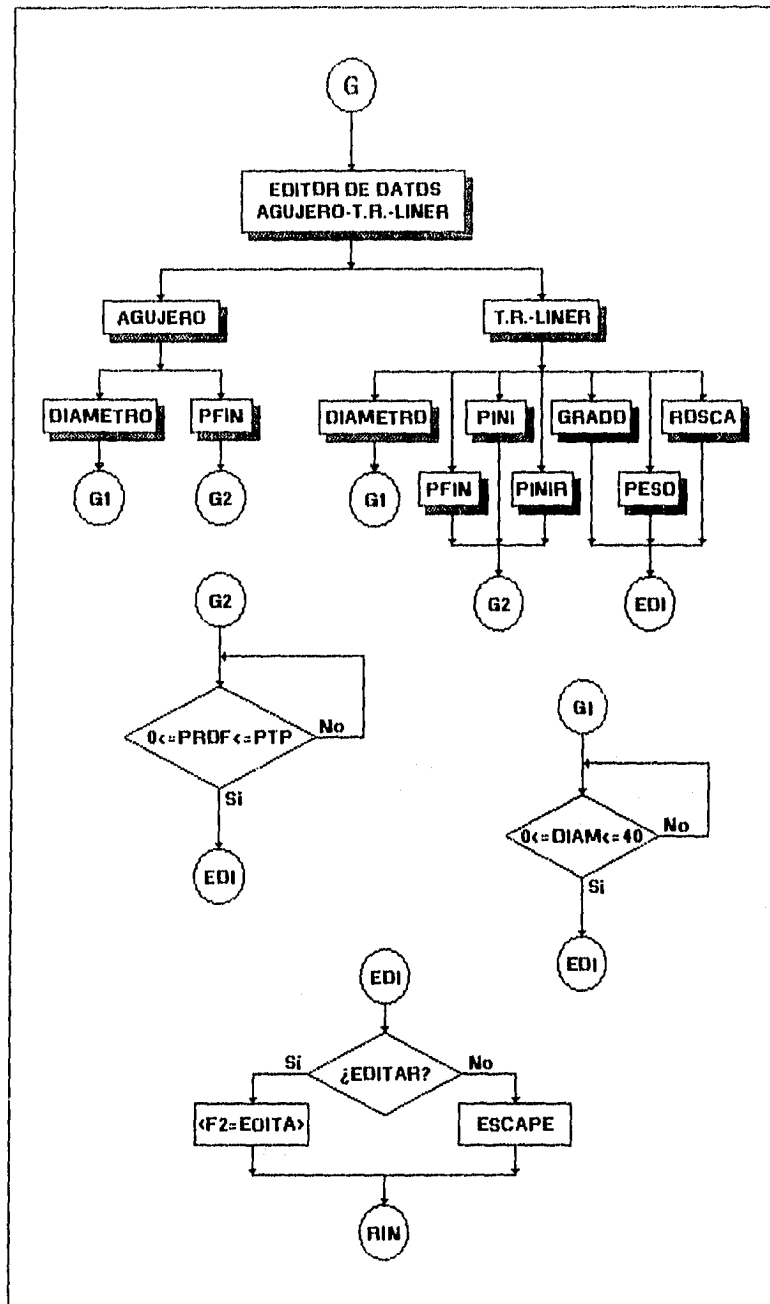 G
EDITOR DE DATOS
AGUJERO-T.R.-LINER
AGUJERO
T.R.-LINER
DIAMETRO
PFIN
DIAMETRO
PINI
GRADO
ROSCA
G1
G2
G1
PFIN
PINIR
PESO
G2
EDI
G2
0<=PROF<=PTP
No
Si
EDI
G1
0<=DIAM<=40
No
Si
EDI
EDI
Si
¿EDITAR?
No
<F2=EDITA>
ESCAPE
RIN